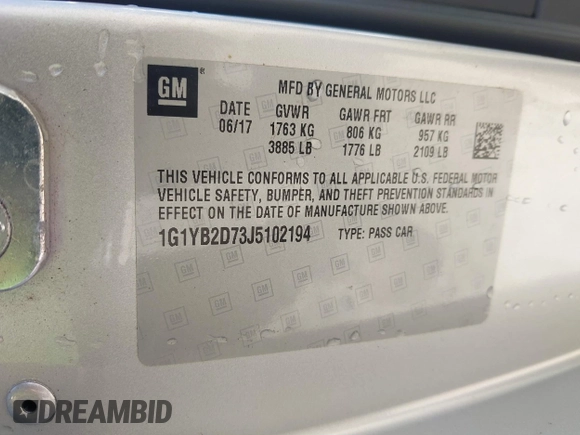 GM
MFD BY GENERAL MOTORS LLC
DATE GVWR GAWR FRT GAWR RR
06/17 1763 KG 806 KG 957 KG
3885 LB 1776 LB 2109 LB
THIS VEHICLE CONFORMS TO ALL APPLICABLE U.S. FEDERAL MOTOR
VEHICLE SAFETY, BUMPER, AND THEFT PREVENTION STANDARDS IN
EFFECT ON THE DATE OF MANUFACTURE SHOWN ABOVE.
1G1YB2D73J5102194 TYPE: PASS CAR
DREAMBID